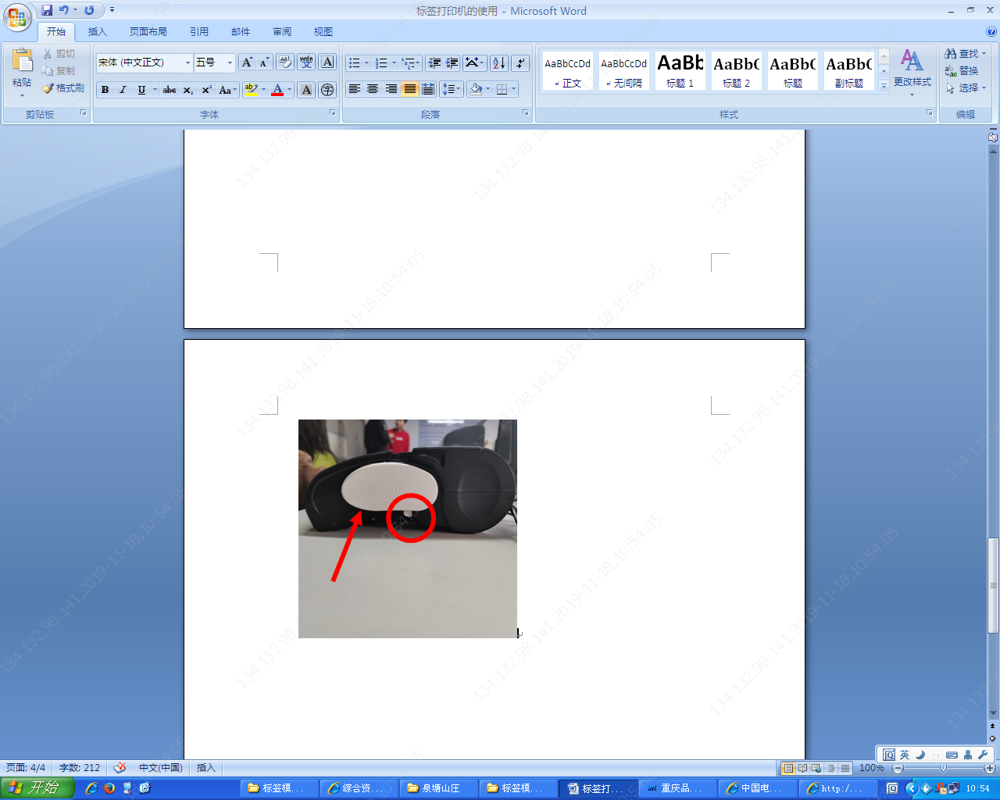 标签打印机的使用 - Microsoft Word
开始 插入 页面布局 引用 邮件 审阅 视图
粘贴 剪切 复制 格式刷 剪贴板
宋体 (中文正文) 五号 字体
段落
AaBbCcDd AaBbCcDd AaBb AaBbC AaBbC AaBbC
正文 无间隔 标题 1 标题 2 标题 副标题
更改样式 样式
查找 替换 选择 编辑
134.132.98.141,2019-11-18,10:54:05
页面: 4/4 字数: 212 中文(中国) 插入 100%
英
开始 标签模... 综合资... 泉塘山庄 标签模... 标签打... 重庆品... 中国电... http:/... 10:54